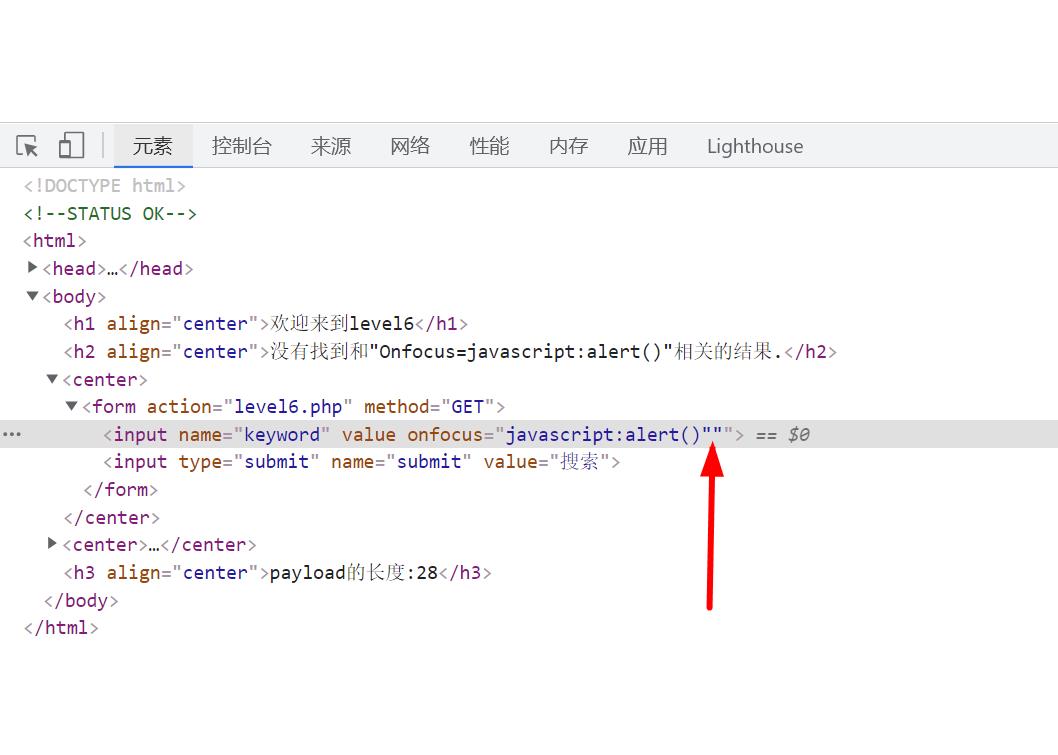 元素 控制台 来源 网络 性能 内存 应用 Lighthouse
<!DOCTYPE html>
<!--STATUS OK-->
<html>
<head>…</head>
<body>
<h1 align="center">欢迎来到level6</h1>
<h2 align="center">没有找到和"Onfocus=javascript:alert()"相关的结果.</h2>
<center>
<form action="level6.php" method="GET">
<input name="keyword" value onfocus="javascript:alert()"""> == $0
<input type="submit" name="submit" value="搜索">
</form>
</center>
<center>…</center>
<h3 align="center">payload的长度:28</h3>
</body>
</html>